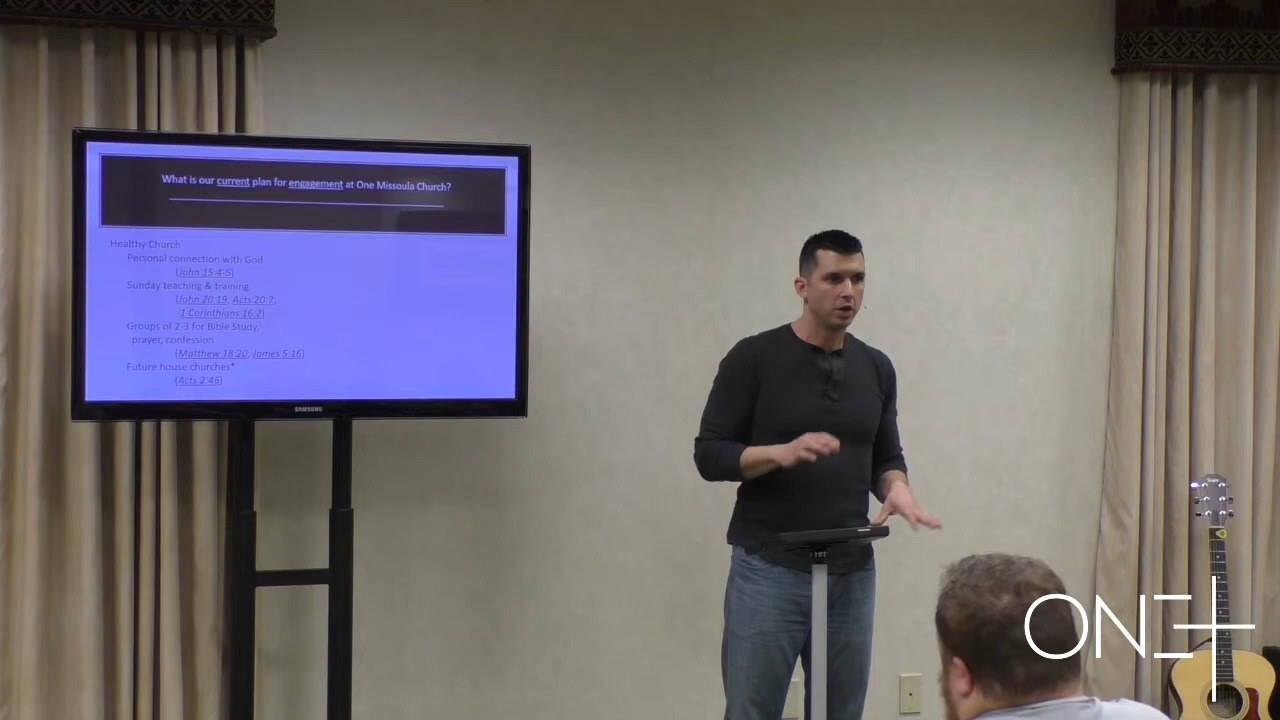 What is our current plan for engagement at One Missoula Church?
Healthy Church
Personal connection with God
(John 15:4-5)
Sunday teaching & training
(John 20:19, Acts 20:7;
1 Corinthians 16:2)
Groups of 2-3 for Bible Study,
prayer, confession
(Matthew 18:20, James 5:16)
Future house churches*
(Acts 2:46)
SAMSUNG
Taylor
ONE